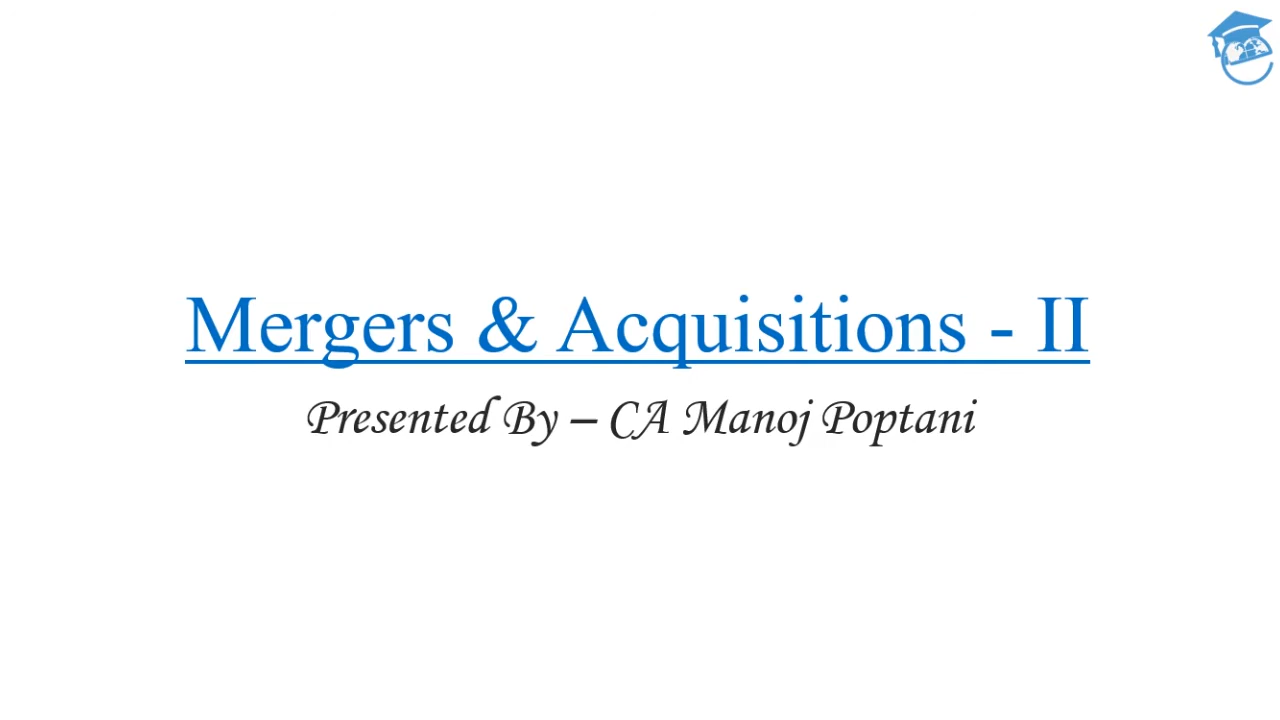 Mergers & Acquisitions - II
Presented By – CA Manoj Poptani